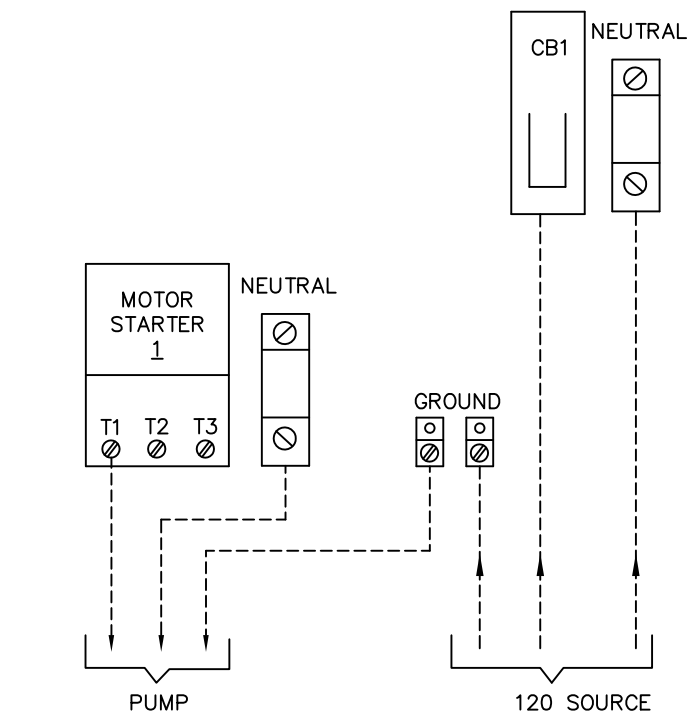 CB1
NEUTRAL
NEUTRAL
MOTOR
STARTER
1
GROUND
T1 T2 T3
PUMP
120 SOURCE